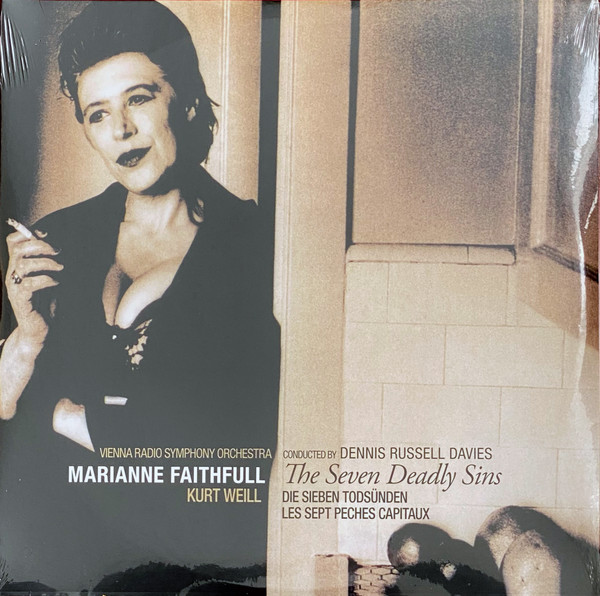 VIENNA RADIO SYMPHONY ORCHESTRA
CONDUCTED BY DENNIS RUSSELL DAVIES
MARIANNE FAITHFULL
The Seven Deadly Sins
KURT WEILL
DIE SIEBEN TODSÜNDEN
LES SEPT PECHES CAPITAUX